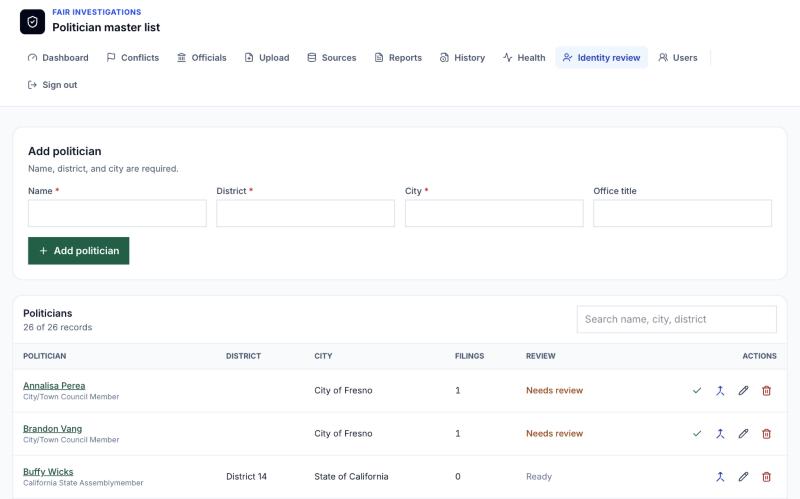 FAIR INVESTIGATIONS
Politician master list
Dashboard Conflicts Officials Upload Sources Reports History Health Identity review Users
Sign out
Add politician
Name, district, and city are required.
Name * District * City * Office title
+ Add politician
Politicians
26 of 26 records
Search name, city, district
POLITICIAN DISTRICT CITY FILINGS REVIEW ACTIONS
Annalisa Perea
City/Town Council Member
City of Fresno 1 Needs review
Brandon Vang
City/Town Council Member
City of Fresno 1 Needs review
Buffy Wicks
California State Assemblymember
District 14 State of California 0 Ready